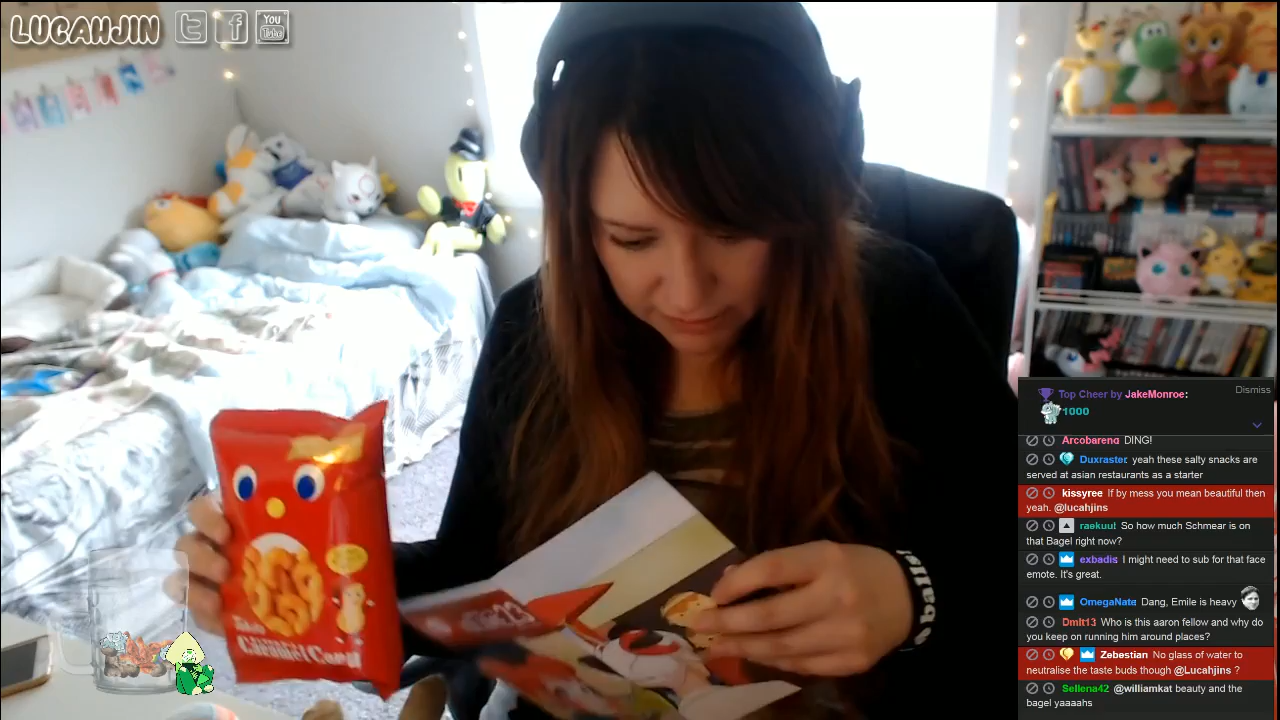 LUCAHJIN
You
Tube
Caramel Corn
Top Cheer by JakeMonroe:
Dismiss
1000
Arcobarena DING!
Duxraster: yeah these salty snacks are
served at asian restaurants as a starter
kissyree If by mess you mean beautiful then
yeah. @lucahjins
raekuul: So how much Schmear is on
that Bagel right now?
exbadis: I might need to sub for that face
emote. It's great.
OmegaNate: Dang, Emile is heavy
Dmit13: Who is this aaron fellow and why do
you keep on running him around places?
Zebestian: No glass of water to
neutralise the taste buds though @Lucahjins ?
Sellena42 @williamkat beauty and the
bagel yaaaahs